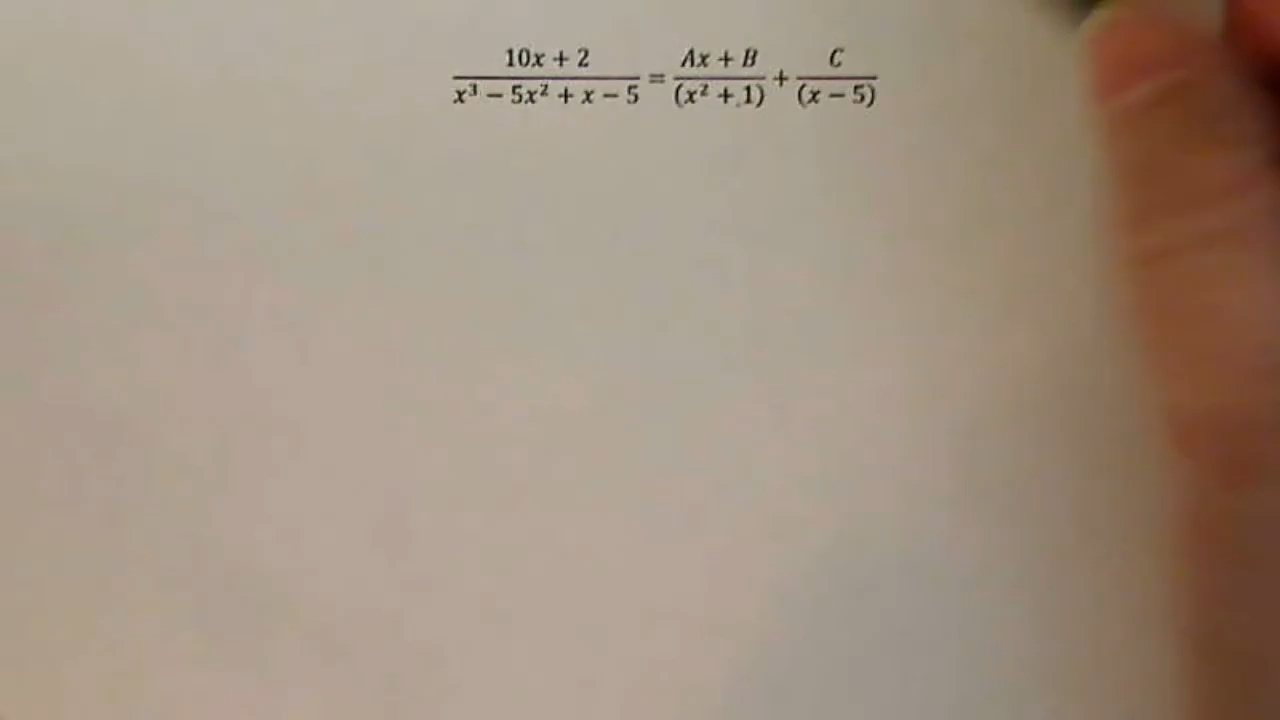 10x + 2 / x³ − 5x² + x − 5 = Ax + B / (x² + 1) + C / (x − 5)